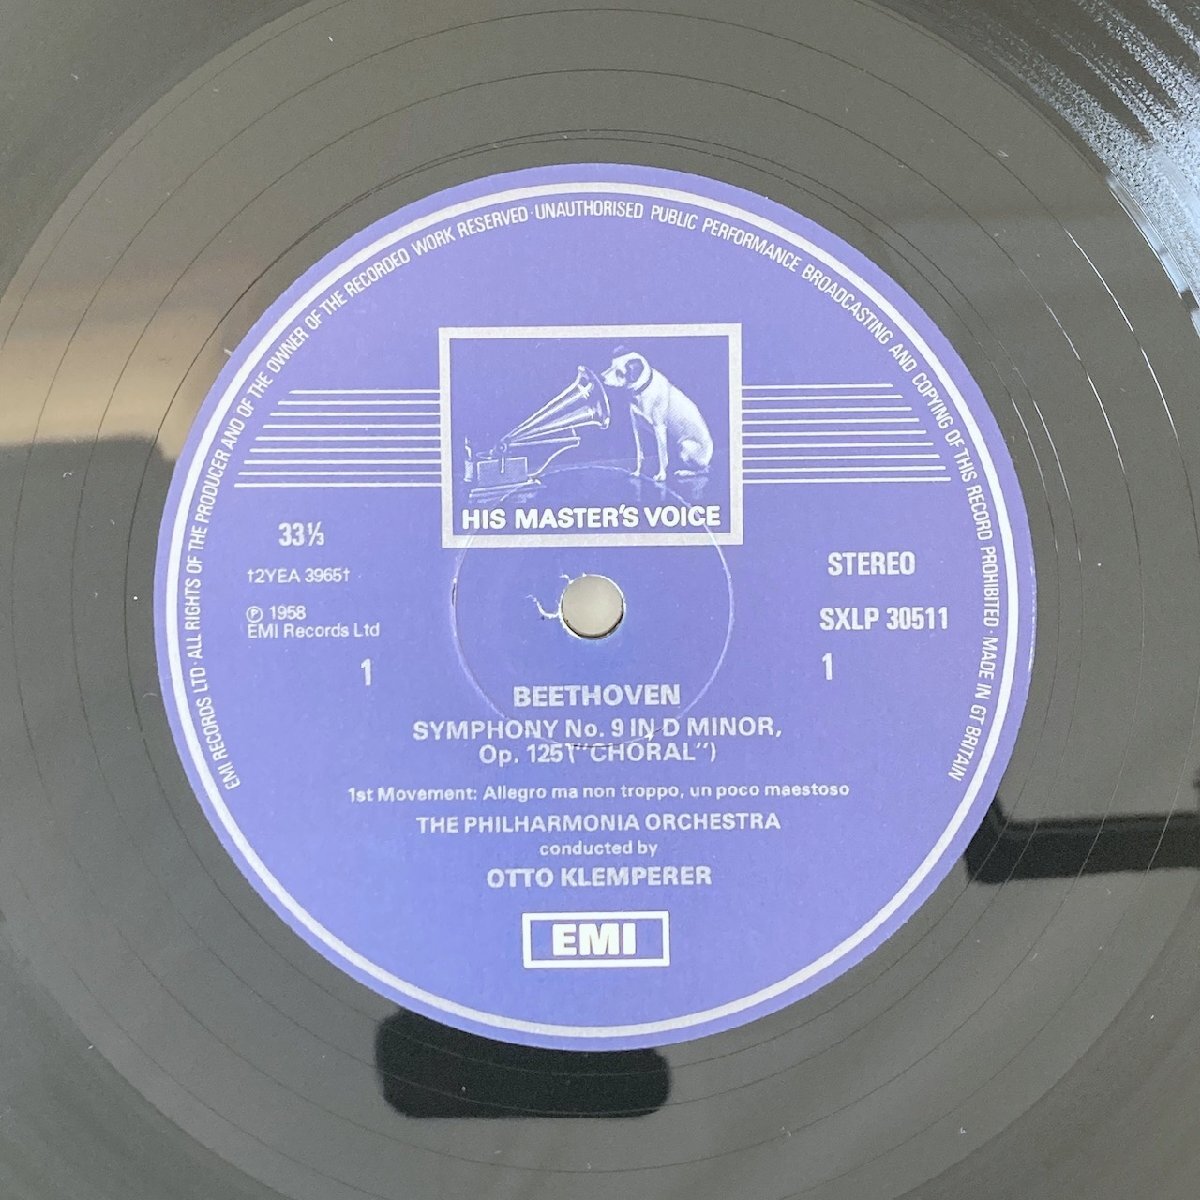 EMI RECORDS LTD · ALL RIGHTS OF THE PRODUCER AND OF THE OWNER OF THE RECORDED WORK RESERVED · UNAUTHORISED PUBLIC PERFORMANCE BROADCASTING AND COPYING OF THIS RECORD PROHIBITED · MADE IN GT BRITAIN
HIS MASTER'S VOICE
33⅓
†2YEA 3965†
Ⓟ 1958
EMI Records Ltd
1
STEREO
SXLP 30511
1
BEETHOVEN
SYMPHONY No. 9 IN D MINOR,
Op. 125 ("CHORAL")
1st Movement: Allegro ma non troppo, un poco maestoso
THE PHILHARMONIA ORCHESTRA
conducted by
OTTO KLEMPERER
EMI